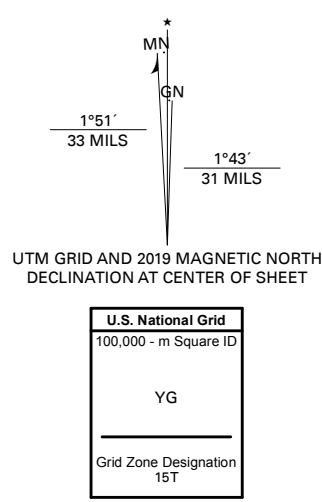 MN
GN
1°51´
33 MILS
1°43´
31 MILS
UTM GRID AND 2019 MAGNETIC NORTH
DECLINATION AT CENTER OF SHEET
U.S. National Grid
100,000 - m Square ID
YG
Grid Zone Designation
15T